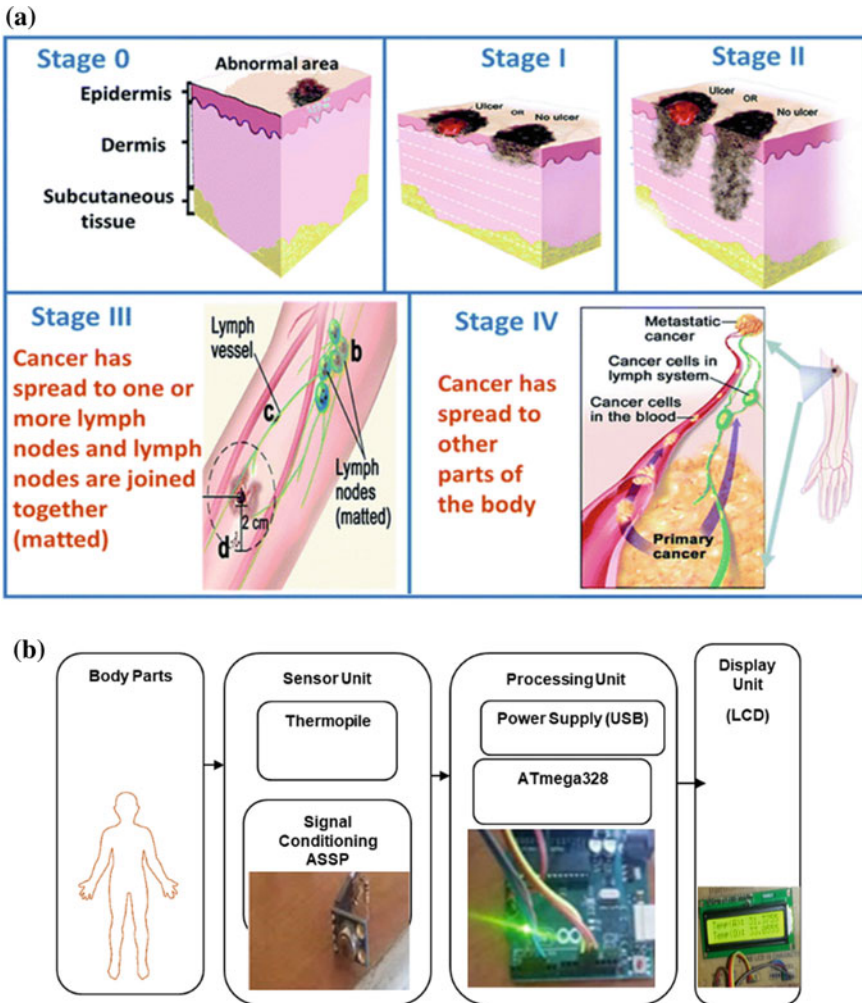 (a)
Stage 0
Abnormal area
Epidermis
Dermis
Subcutaneous
tissue
Stage I
Ulcer OR No ulcer
Stage II
Ulcer
OR
No ulcer
Stage III
Cancer has
spread to one or
more lymph
nodes and lymph
nodes are joined
together
(matted)
Lymph
vessel
b
c
Lymph
nodes
(matted)
2 cm
d
Stage IV
Cancer has
spread to
other
parts of
the body
Metastatic
cancer
Cancer cells in
lymph system
Cancer cells
in the blood
Primary
cancer
(b)
Body Parts
Sensor Unit
Thermopile
Signal
Conditioning
ASSP
Processing Unit
Power Supply (USB)
ATmega328
Display
Unit
(LCD)